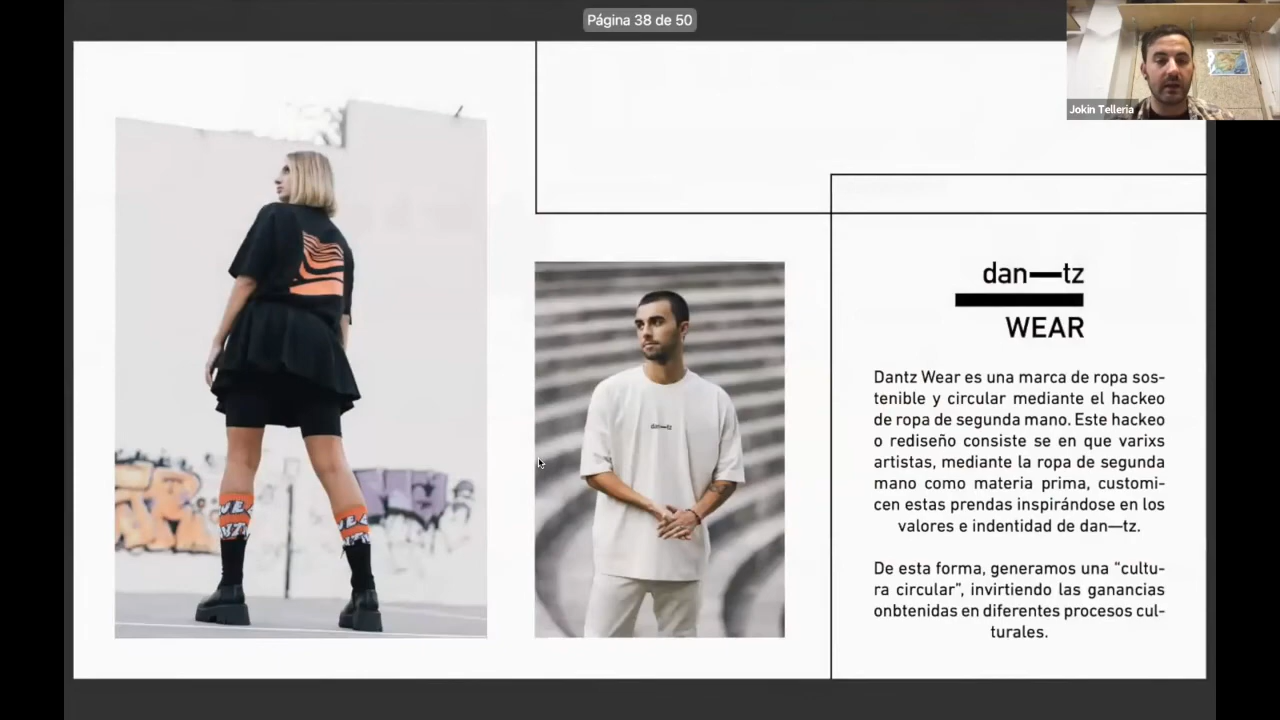 Página 38 de 50
Jokin Telleria
dan—tz
WEAR
Dantz Wear es una marca de ropa sos-
tenible y circular mediante el hackeo
de ropa de segunda mano. Este hackeo
o rediseño consiste se en que varixs
artistas, mediante la ropa de segunda
mano como materia prima, customi-
cen estas prendas inspirándose en los
valores e indentidad de dan—tz.
De esta forma, generamos una “cultu-
ra circular”, invirtiendo las ganancias
onbtenidas en diferentes procesos cul-
turales.
dan—tz